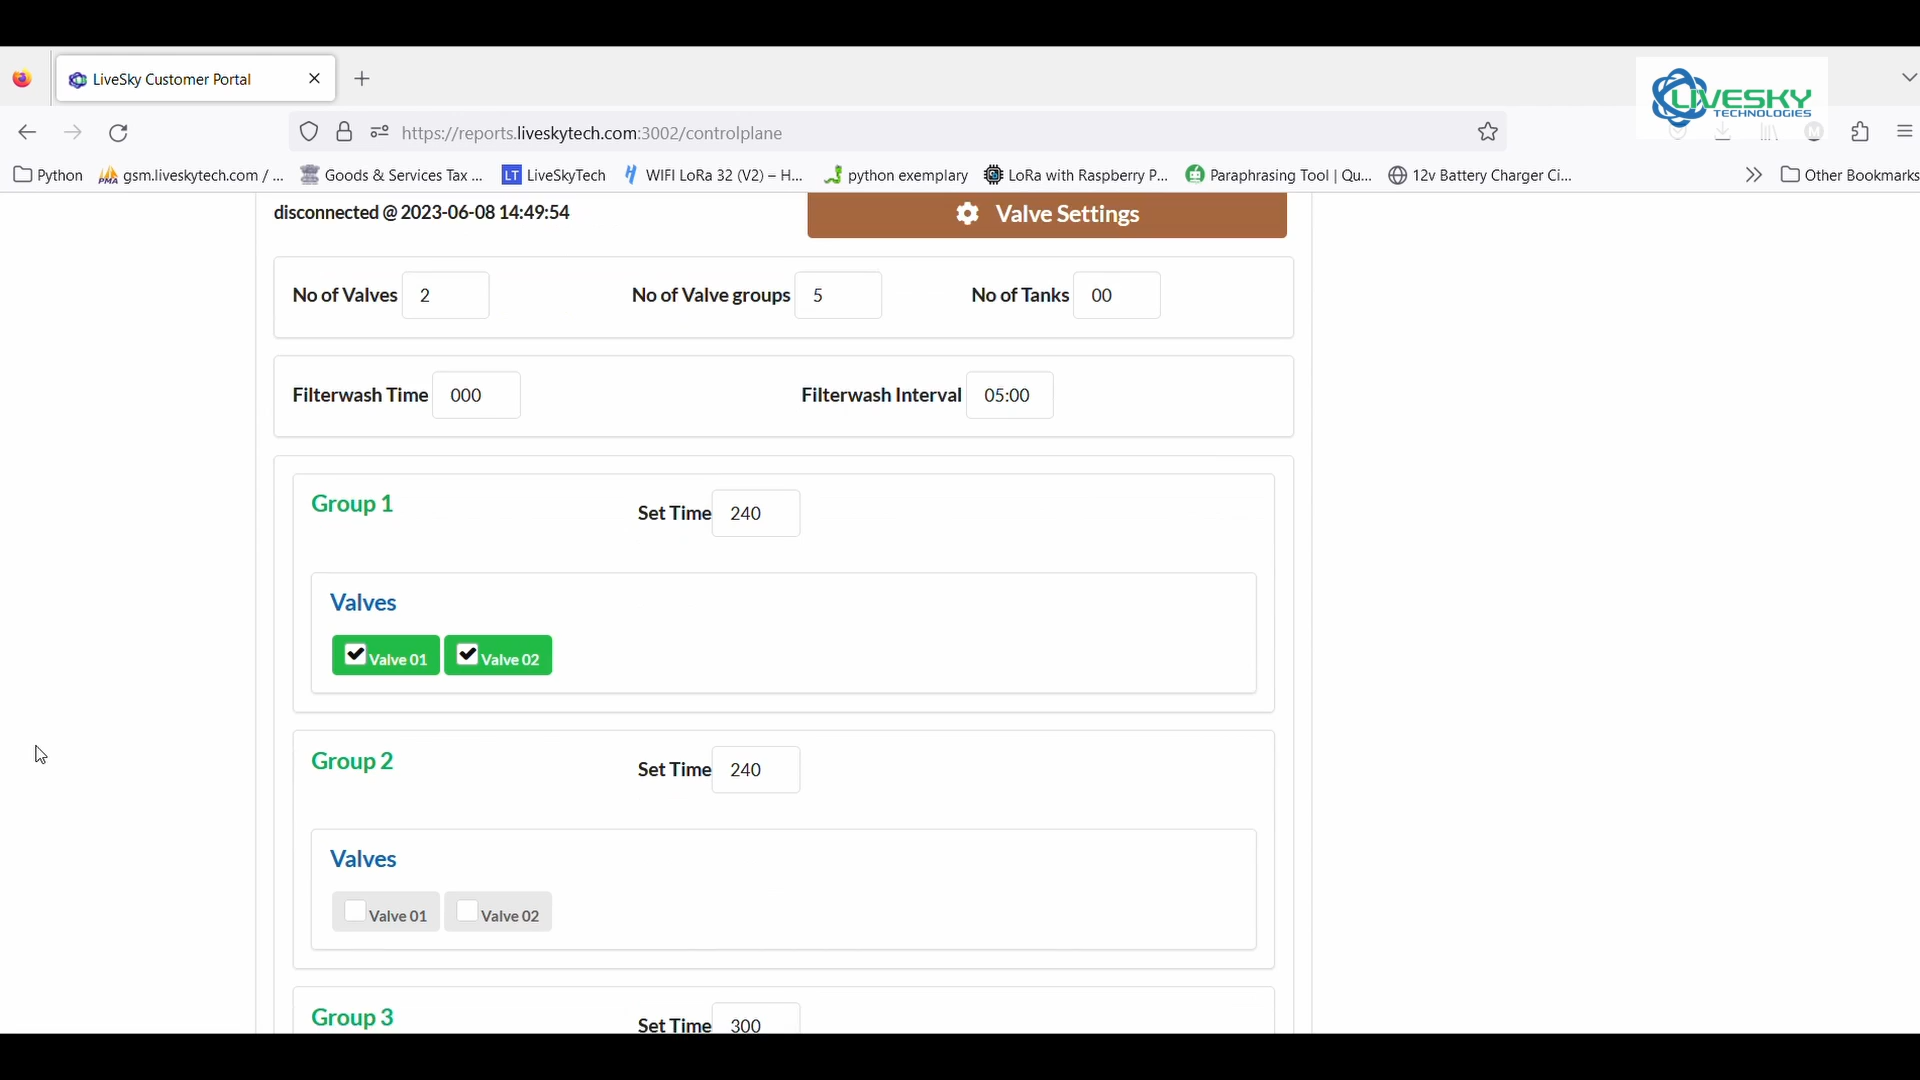 LiveSky Customer Portal
LIVESKY
TECHNOLOGIES
https://reports.liveskytech.com:3002/controlplane
Python
PMA
gsm.liveskytech.com / ...
Goods & Services Tax ...
LT
LiveSkyTech
WIFI LoRa 32 (V2) – H...
python exemplary
LoRa with Raspberry P...
Paraphrasing Tool | Qu...
12v Battery Charger Ci...
Other Bookmarks
disconnected @ 2023-06-08 14:49:54
Valve Settings
No of Valves 2
No of Valve groups 5
No of Tanks 00
Filterwash Time 000
Filterwash Interval 05:00
Group 1
Set Time 240
Valves
Valve 01
Valve 02
Group 2
Set Time 240
Valves
Valve 01
Valve 02
Group 3
Set Time 300